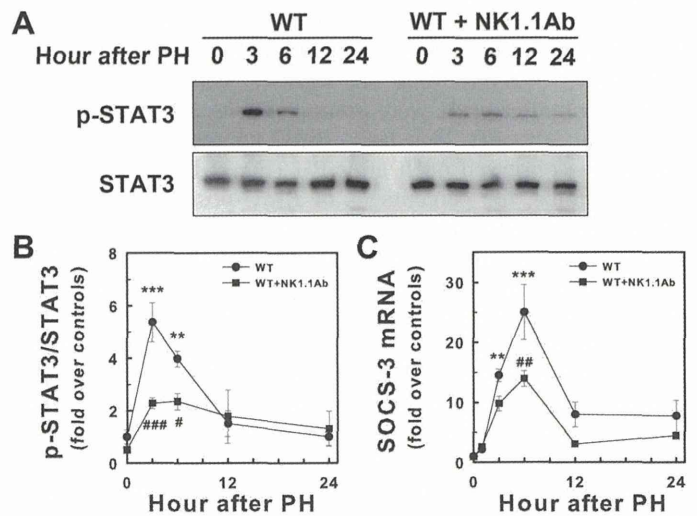 A
WT WT + NK1.1Ab
Hour after PH 0 3 6 12 24 0 3 6 12 24
p-STAT3
STAT3
B
p-STAT3/STAT3
(fold over controls)
8
6
4
2
0
WT
WT+NK1.1Ab
***
**
###
#
0 12 24
Hour after PH
C
SOCS-3 mRNA
(fold over controls)
30
20
10
0
WT
WT+NK1.1Ab
***
**
##
0 12 24
Hour after PH